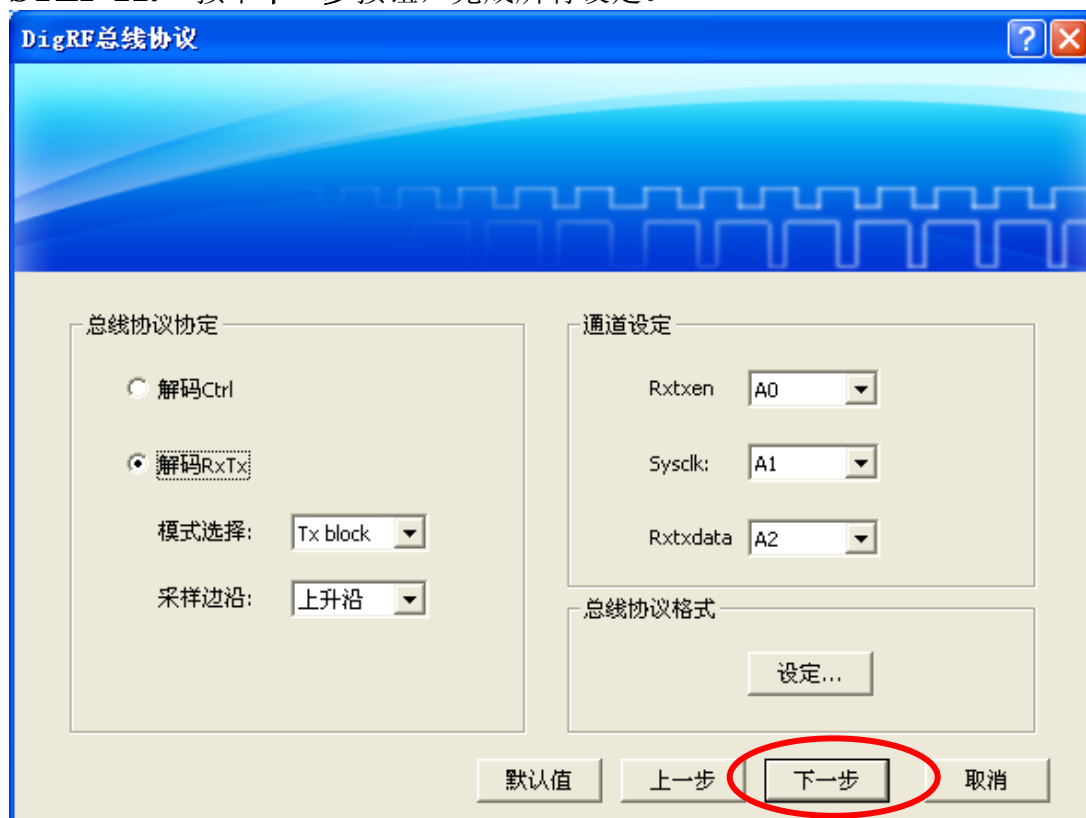 DigRF总线协议
总线协议协定
解码Ctrl
解码RxTx
模式选择: Tx block
采样边沿: 上升沿
通道设定
Rxtxen A0
Sysclk: A1
Rxtxdata A2
总线协议格式
设定...
默认值 上一步 下一步 取消